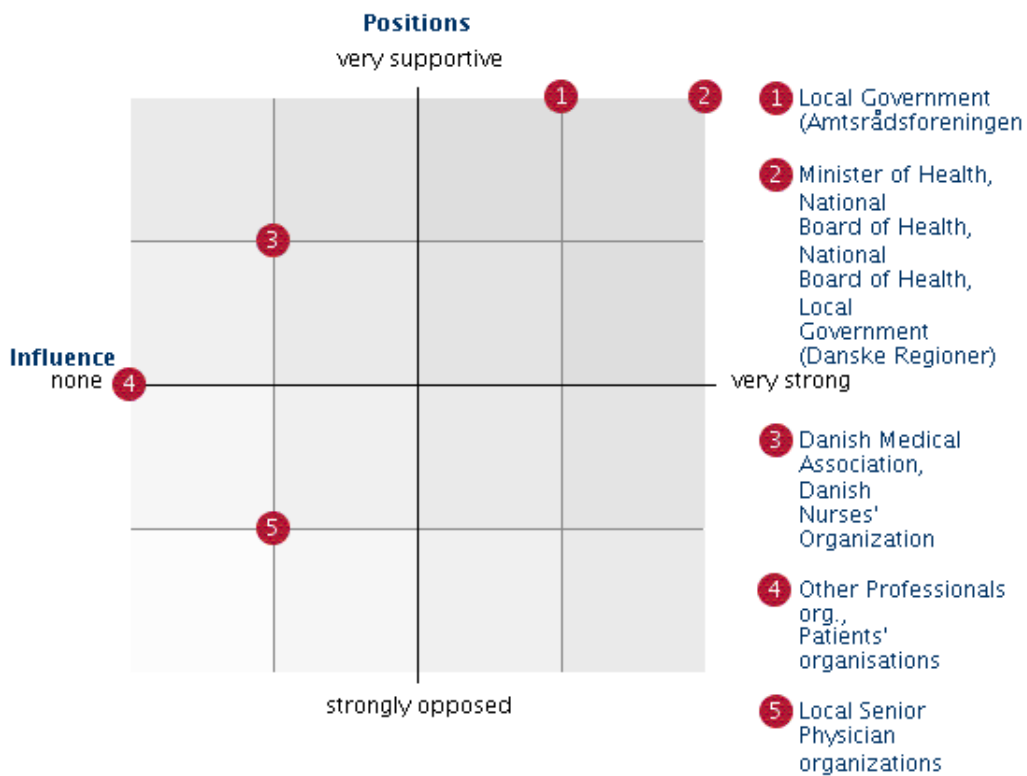 Positions
very supportive
1
2
3
Influence
none
4
very strong
5
strongly opposed
1 Local Government
(Amtsrådsforeningen
2 Minister of Health,
National
Board of Health,
National
Board of Health,
Local
Government
(Danske Regioner)
3 Danish Medical
Association,
Danish
Nurses'
Organization
4 Other Professionals
org.,
Patients'
organisations
5 Local Senior
Physician
organizations